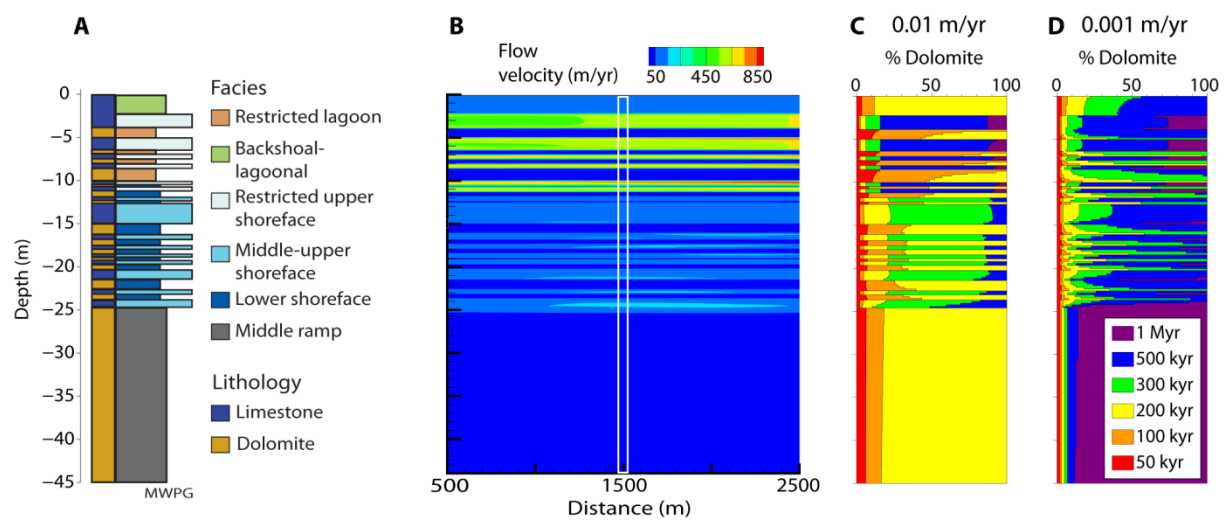 A
0
−5
−10
−15
−20
−25
−30
−35
−40
−45
Depth (m)
MWPG
Facies
Restricted lagoon
Backshoal-
lagoonal
Restricted upper
shoreface
Middle-upper
shoreface
Lower shoreface
Middle ramp
Lithology
Limestone
Dolomite
B
Flow
velocity (m/yr)
50 450 850
500 1500 2500
Distance (m)
C 0.01 m/yr
% Dolomite
0 50 100
D 0.001 m/yr
% Dolomite
0 50 100
1 Myr
500 kyr
300 kyr
200 kyr
100 kyr
50 kyr